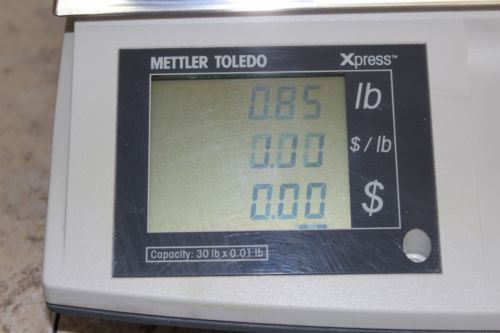 METTLER TOLEDO Xpress™
0.85 lb
0.00 $ / lb
0.00 $
Capacity: 30 lb x 0.01 lb